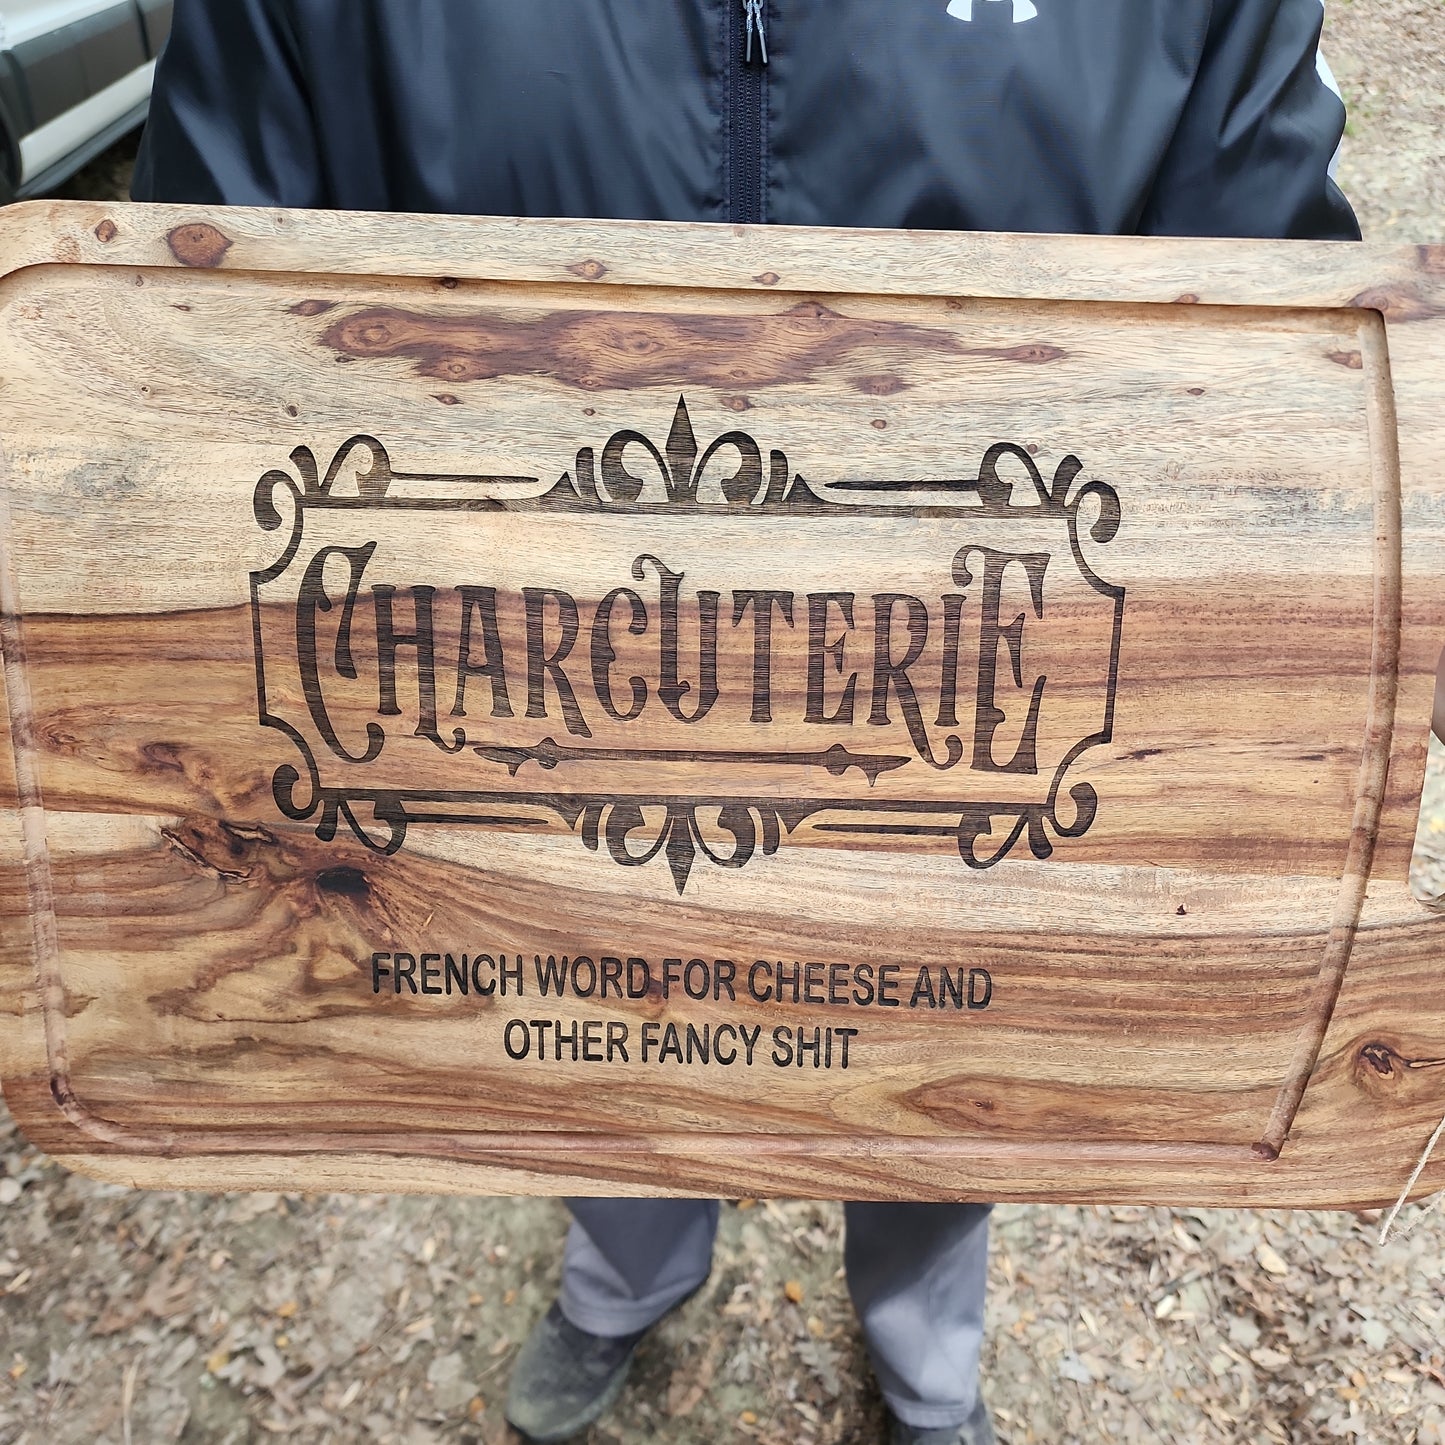 CHARCUTERIE
FRENCH WORD FOR CHEESE AND
OTHER FANCY SHIT